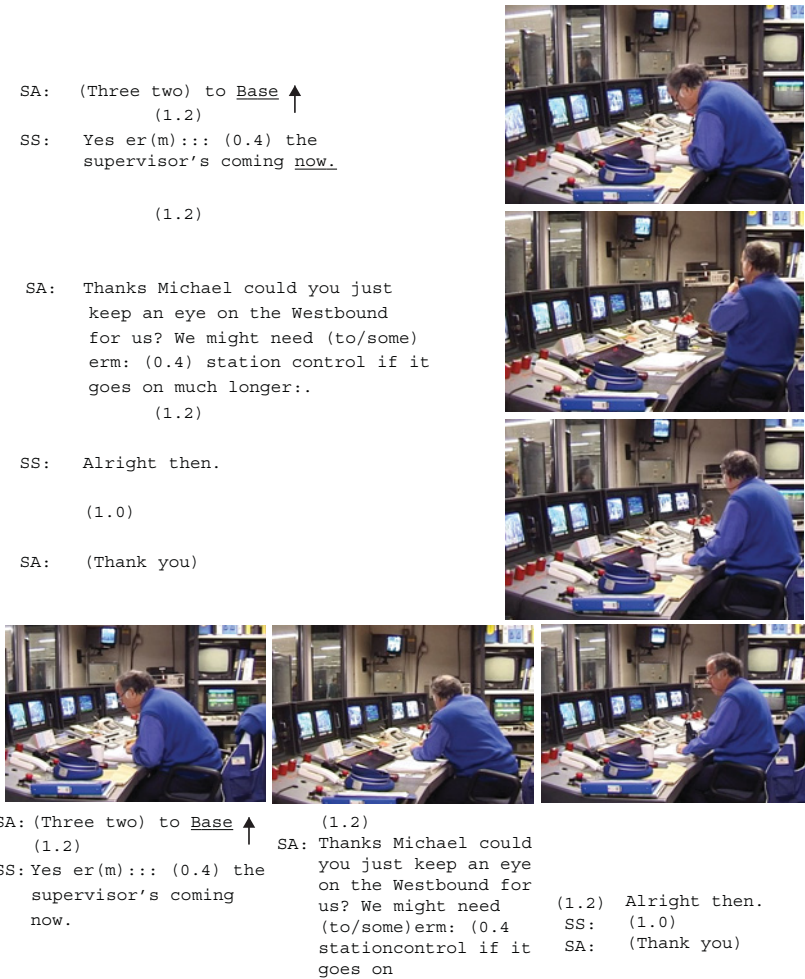 SA: (Three two) to Base ↑
(1.2)
SS: Yes er(m)::: (0.4) the
supervisor's coming now.
(1.2)
SA: Thanks Michael could you just
keep an eye on the Westbound
for us? We might need (to/some)
erm: (0.4) station control if it
goes on much longer:.
(1.2)
SS: Alright then.
(1.0)
SA: (Thank you)
SA: (Three two) to Base ↑
(1.2)
SS: Yes er(m)::: (0.4) the
supervisor's coming
now.
(1.2)
SA: Thanks Michael could
you just keep an eye
on the Westbound for
us? We might need
(to/some)erm: (0.4
stationcontrol if it
goes on
(1.2) Alright then.
SS: (1.0)
SA: (Thank you)